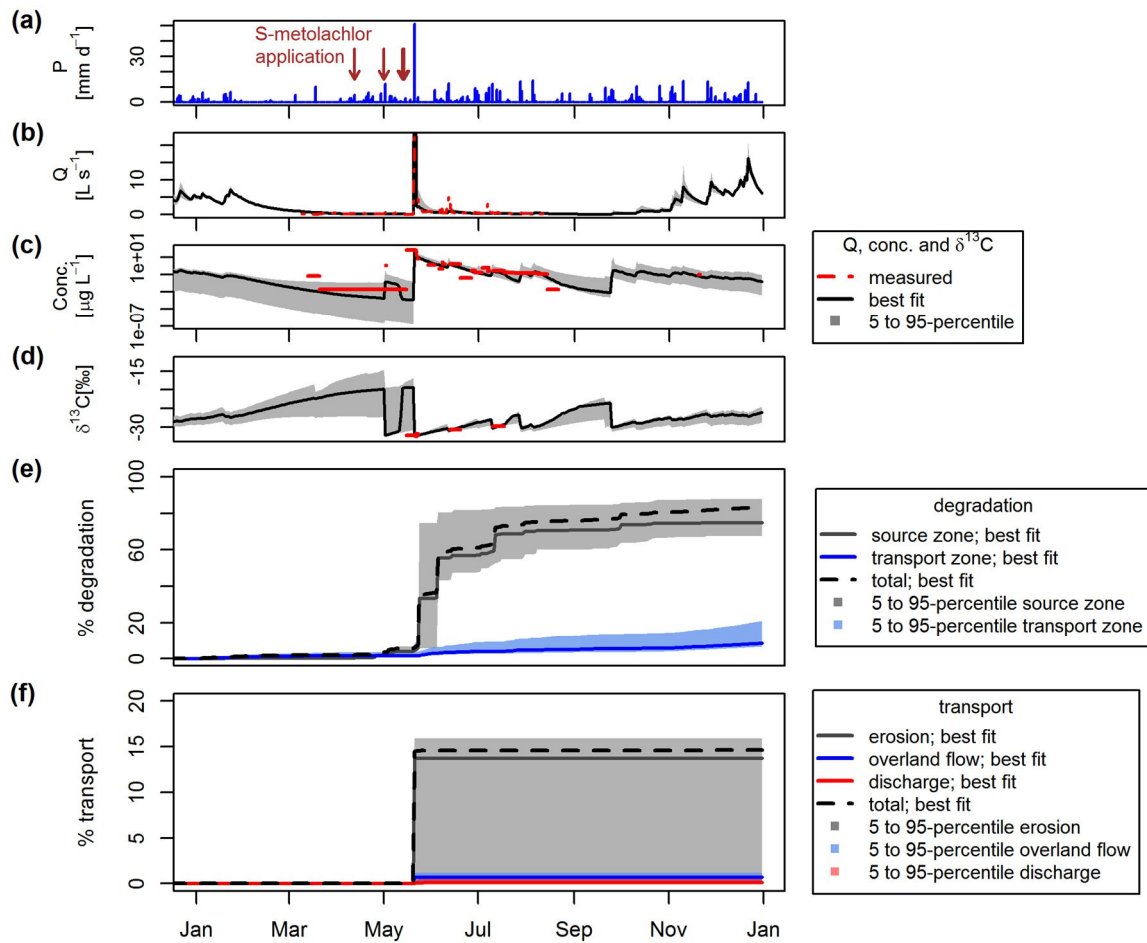 (a)
P
[mm d⁻¹]
0
30
S-metolachlor
application
(b)
Q
[L s⁻¹]
0
10
(c)
Conc.
[µg L⁻¹]
1e-07
1e+01
Q, conc. and δ¹³C
measured
best fit
5 to 95-percentile
(d)
δ¹³C[‰]
-30
-15
(e)
% degradation
0
20
60
100
degradation
source zone; best fit
transport zone; best fit
total; best fit
5 to 95-percentile source zone
5 to 95-percentile transport zone
(f)
% transport
0
5
10
15
20
transport
erosion; best fit
overland flow; best fit
discharge; best fit
total; best fit
5 to 95-percentile erosion
5 to 95-percentile overland flow
5 to 95-percentile discharge
Jan Mar May Jul Sep Nov Jan